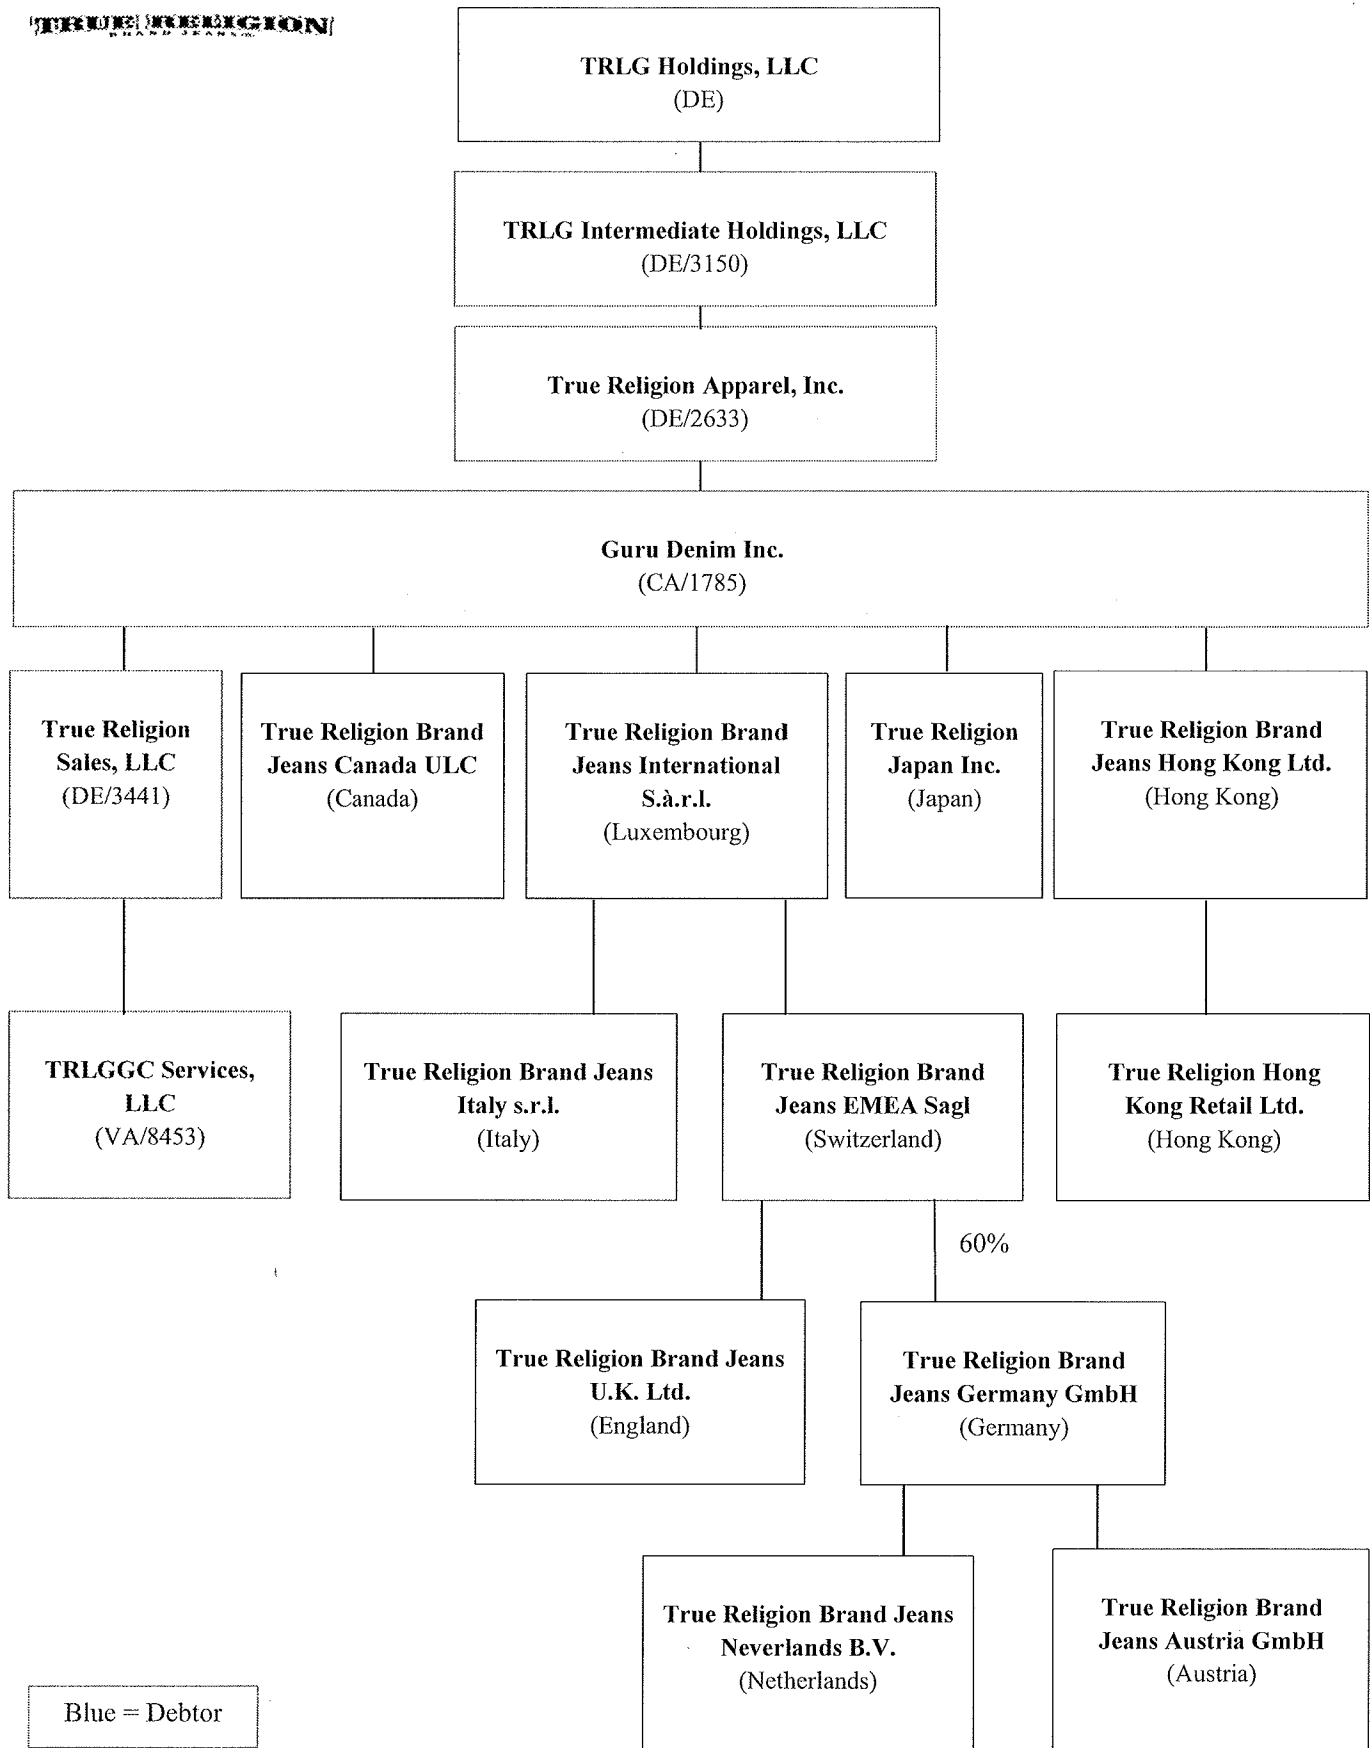 TRUE RELIGION
BRAND JEANS
TRLG Holdings, LLC
(DE)
TRLG Intermediate Holdings, LLC
(DE/3150)
True Religion Apparel, Inc.
(DE/2633)
Guru Denim Inc.
(CA/1785)
True Religion
Sales, LLC
(DE/3441)
True Religion Brand
Jeans Canada ULC
(Canada)
True Religion Brand
Jeans International
S.à.r.l.
(Luxembourg)
True Religion
Japan Inc.
(Japan)
True Religion Brand
Jeans Hong Kong Ltd.
(Hong Kong)
TRLGGC Services,
LLC
(VA/8453)
True Religion Brand Jeans
Italy s.r.l.
(Italy)
True Religion Brand
Jeans EMEA Sagl
(Switzerland)
True Religion Hong
Kong Retail Ltd.
(Hong Kong)
60%
True Religion Brand Jeans
U.K. Ltd.
(England)
True Religion Brand
Jeans Germany GmbH
(Germany)
True Religion Brand Jeans
Neverlands B.V.
(Netherlands)
True Religion Brand
Jeans Austria GmbH
(Austria)
Blue = Debtor